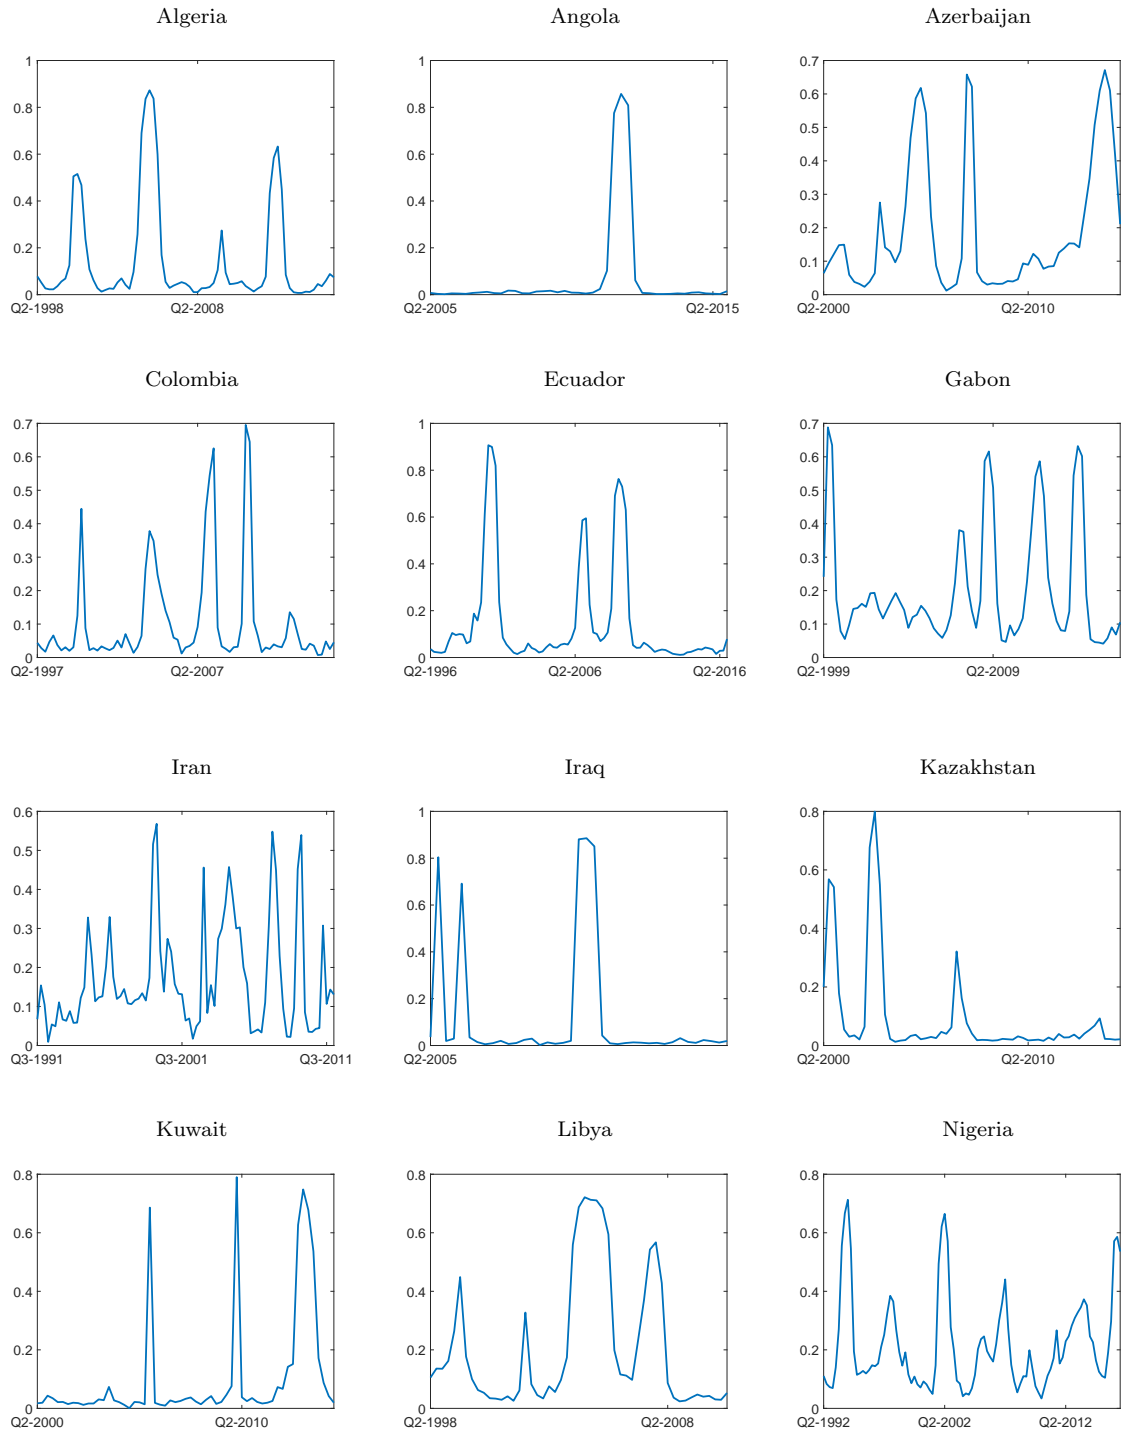 Algeria Angola Azerbaijan
1 1 0.7
0.6
0.8 0.8
0.5
0.6 0.6
0.4
0.3
0.4 0.4
0.2
0.2 0.2
0.1
0 0 0
Q2-1998 Q2-2008 Q2-2005 Q2-2015 Q2-2000 Q2-2010
Colombia Ecuador Gabon
0.7 1 0.7
0.6 0.6
0.8
0.5 0.5
0.6
0.4 0.4
0.3 0.3
0.4
0.2 0.2
0.2
0.1 0.1
0 0 0
Q2-1997 Q2-2007 Q2-1996 Q2-2006 Q2-2016 Q2-1999 Q2-2009
Iran Iraq Kazakhstan
0.6 1 0.8
0.5
0.8
0.6
0.4
0.6
0.3 0.4
0.4
0.2
0.2
0.2
0.1
0 0 0
Q3-1991 Q3-2001 Q3-2011 Q2-2005 Q2-2000 Q2-2010
Kuwait Libya Nigeria
0.8 0.8 0.8
0.6 0.6 0.6
0.4 0.4 0.4
0.2 0.2 0.2
0 0 0
Q2-2000 Q2-2010 Q2-1998 Q2-2008 Q2-1992 Q2-2002 Q2-2012